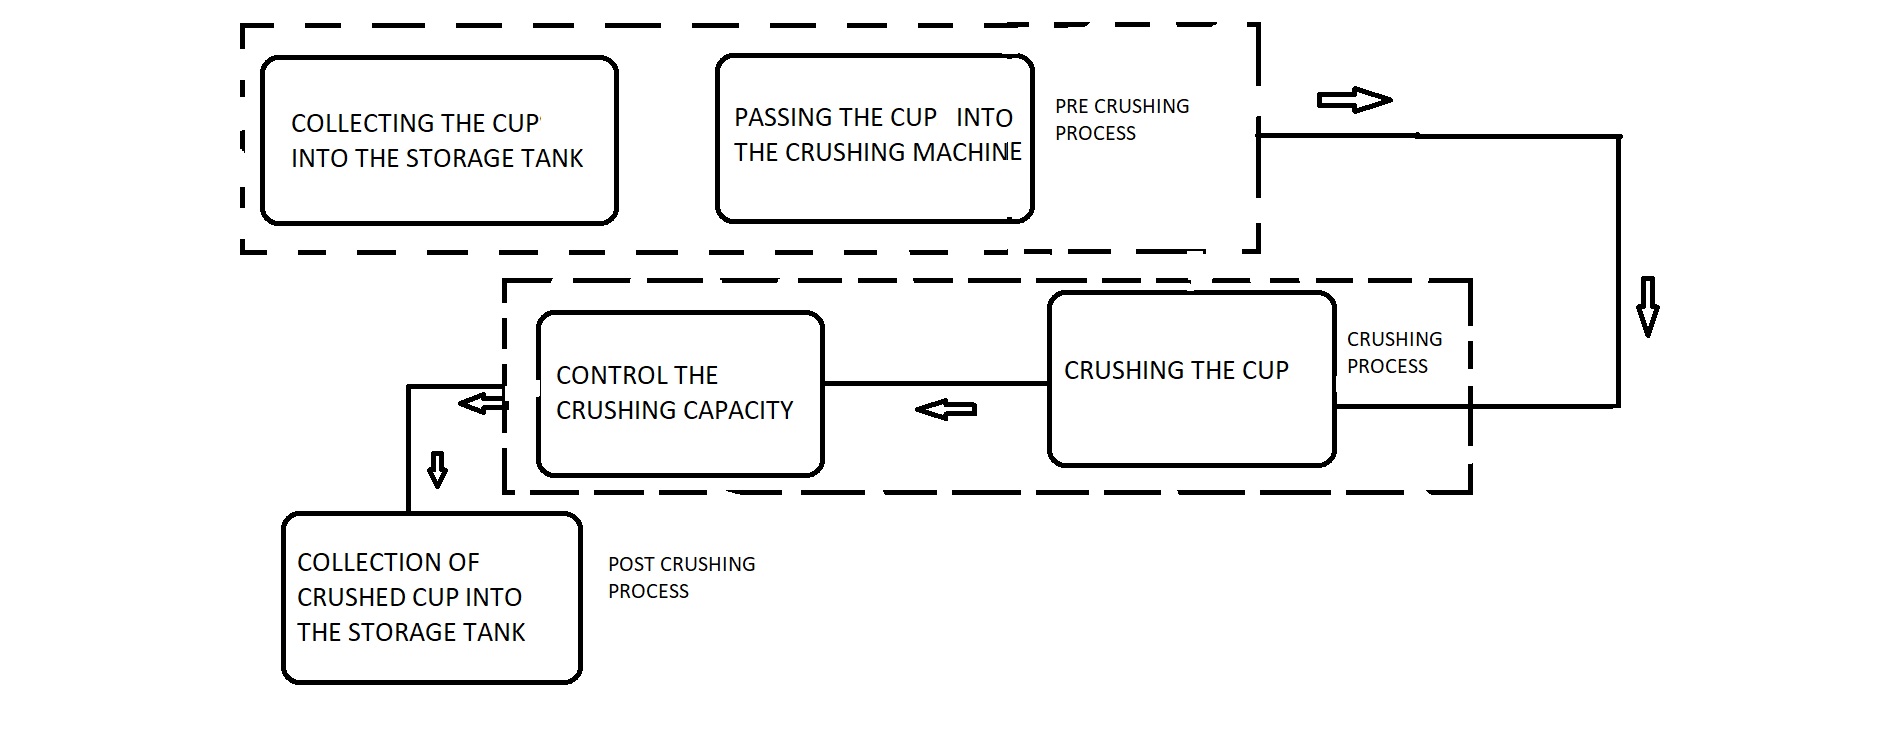 COLLECTING THE CUP
INTO THE STORAGE TANK
PASSING THE CUP INTO
THE CRUSHING MACHINE
PRE CRUSHING
PROCESS
CRUSHING THE CUP
CRUSHING
PROCESS
CONTROL THE
CRUSHING CAPACITY
COLLECTION OF
CRUSHED CUP INTO
THE STORAGE TANK
POST CRUSHING
PROCESS